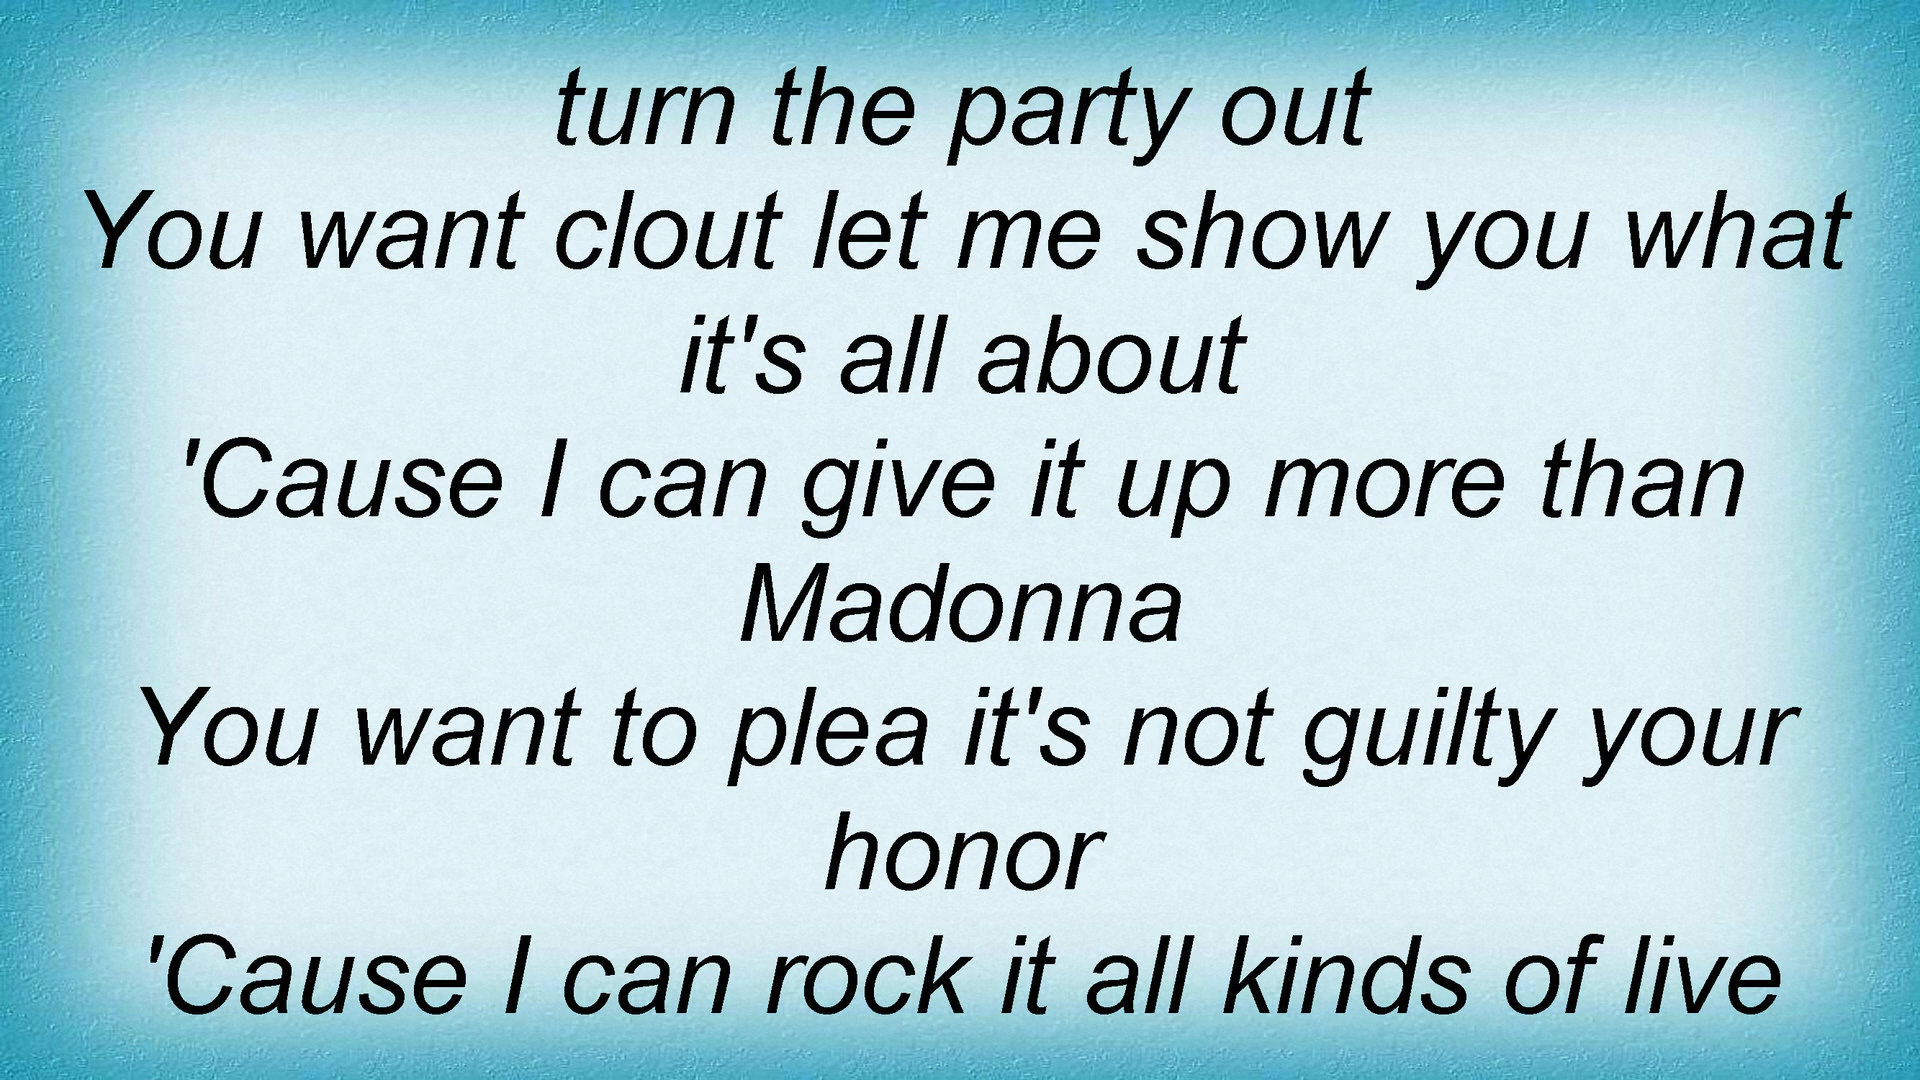 turn the party out
You want clout let me show you what
it's all about
'Cause I can give it up more than
Madonna
You want to plea it's not guilty your
honor
'Cause I can rock it all kinds of live